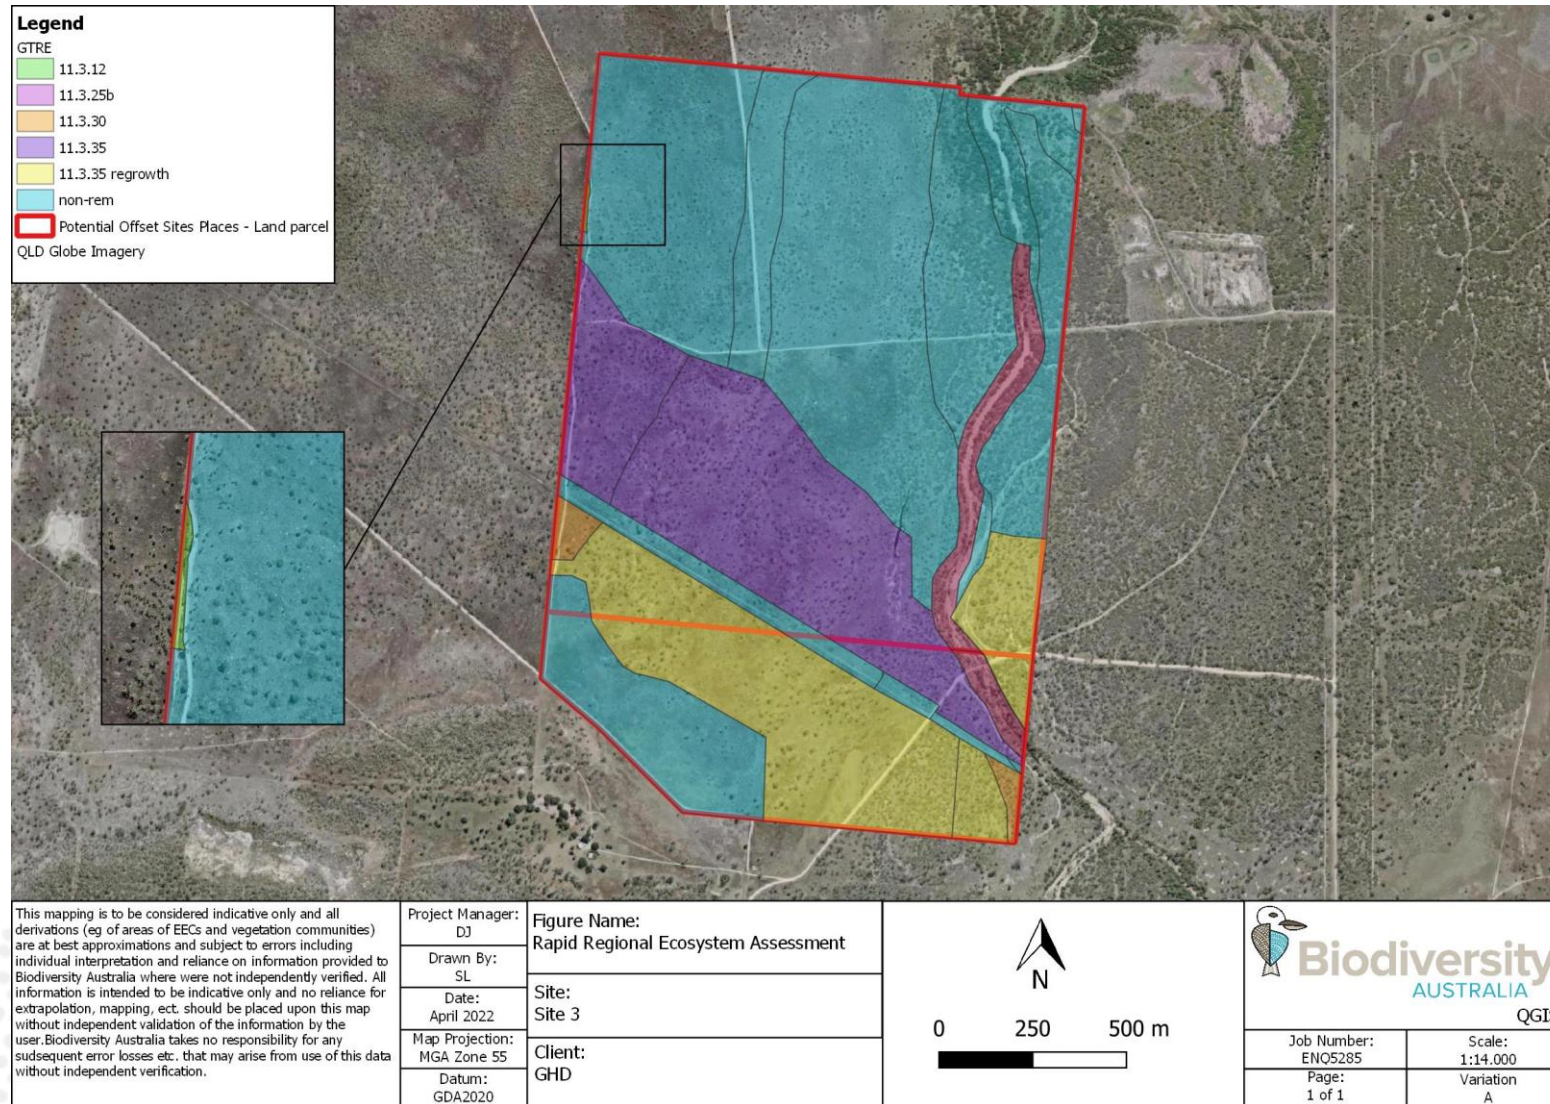 Legend
GTRE
11.3.12
11.3.25b
11.3.30
11.3.35
11.3.35 regrowth
non-rem
Potential Offset Sites Places - Land parcel
QLD Globe Imagery
This mapping is to be considered indicative only and all
derivations (eg of areas of EECs and vegetation communities)
are at best approximations and subject to errors including
individual interpretation and reliance on information provided to
Biodiversity Australia where were not independently verified. All
information is intended to be indicative only and no reliance for
extrapolation, mapping, ect. should be placed upon this map
without independent validation of the information by the
user.Biodiversity Australia takes no responsibility for any
sudsequent error losses etc. that may arise from use of this data
without independent verification.
Project Manager:
DJ
Drawn By:
SL
Date:
April 2022
Map Projection:
MGA Zone 55
Datum:
GDA2020
Figure Name:
Rapid Regional Ecosystem Assessment
Site:
Site 3
Client:
GHD
N
0 250 500 m
Biodiversity
AUSTRALIA
QGIS
Job Number:
ENQ5285
Scale:
1:14.000
Page:
1 of 1
Variation
A